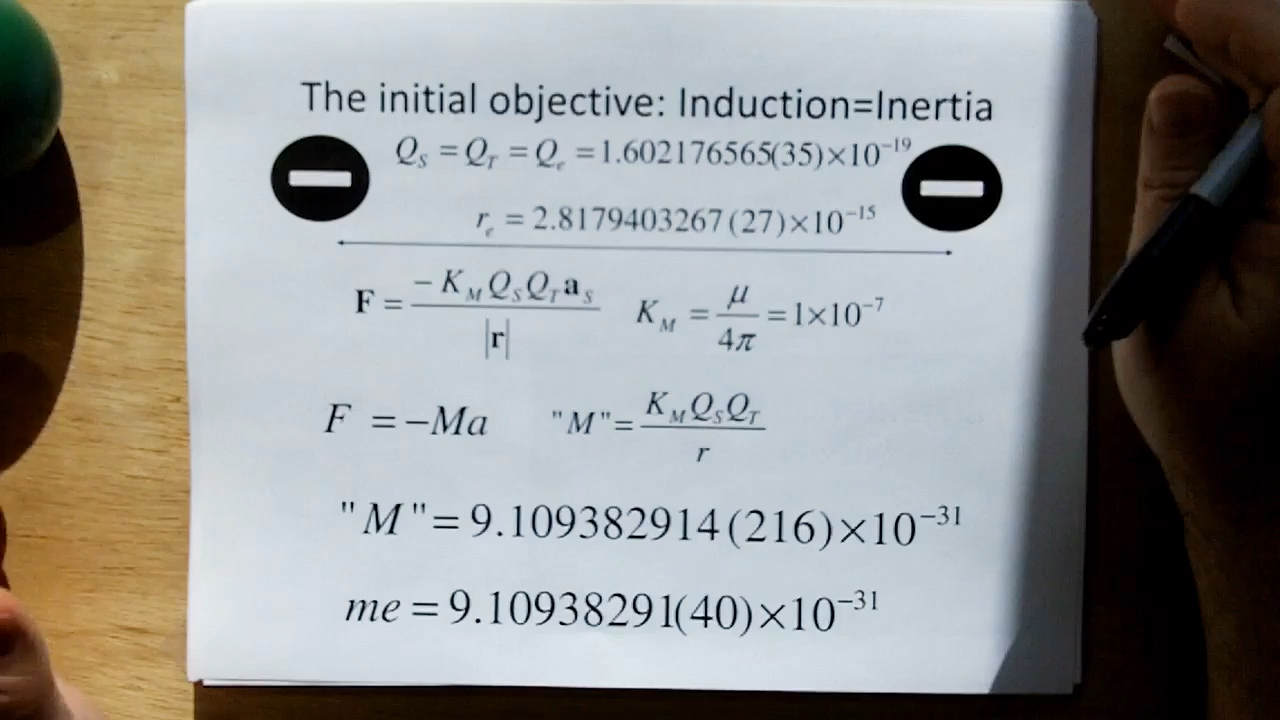 The initial objective: Induction=Inertia
Q_S = Q_T = Q_e = 1.602176565(35)×10^−19
r_e = 2.8179403267(27)×10^−15
F = −K_M Q_S Q_T a_S / |r|    K_M = μ / 4π = 1×10^−7
F = −Ma    "M" = K_M Q_S Q_T / r
"M" = 9.109382914(216)×10^−31
me = 9.10938291(40)×10^−31